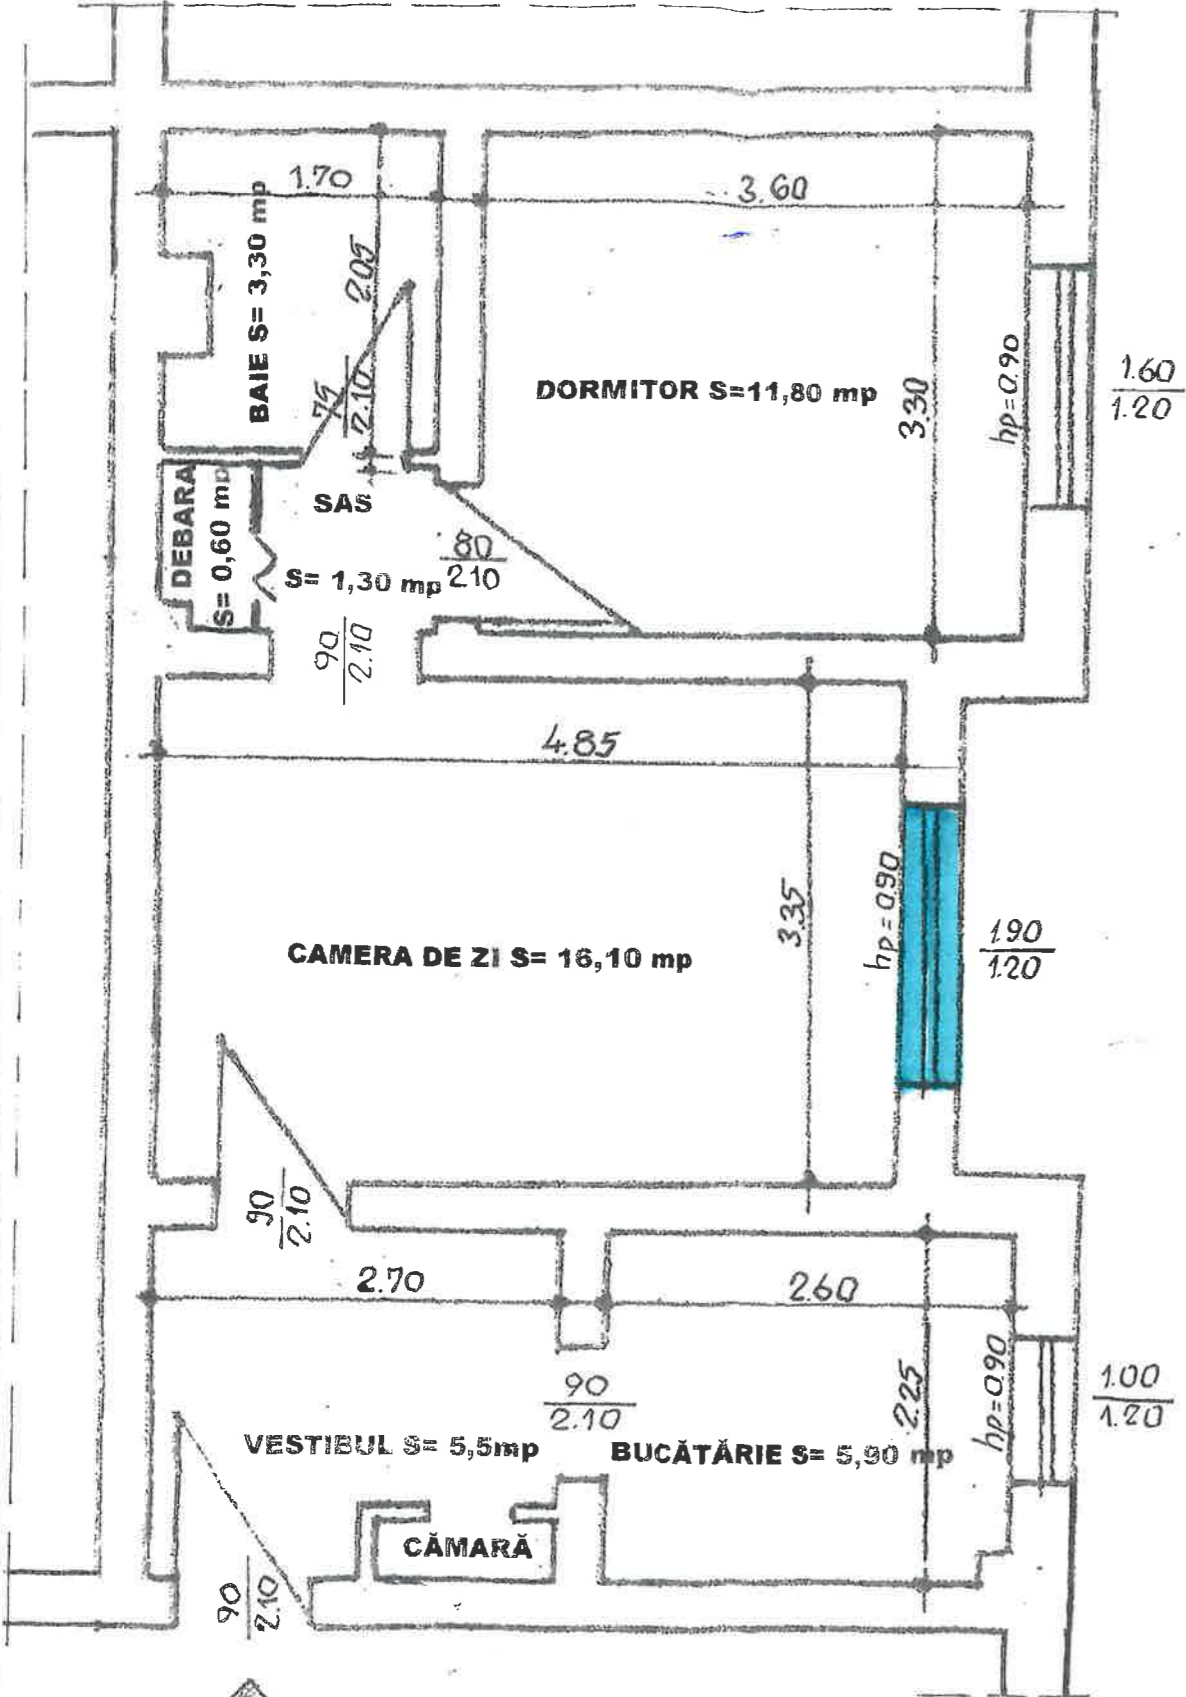 1.70
3.60
BAIE S= 3,30 mp
205
75
2.10
DORMITOR S=11,80 mp
3.30
hp=0.90
1.60
1.20
DEBARA
S= 0,60 mp
SAS
S= 1,30 mp
80
2.10
90
2.10
4.85
3.35
hp=0.90
1.90
1.20
CAMERA DE ZI S= 16,10 mp
90
2.10
2.70
2.60
90
2.10
2.25
hp=0.90
1.00
1.20
VESTIBUL S= 5,5mp
BUCĂTĂRIE S= 5,90 mp
CĂMARĂ
90
2.10